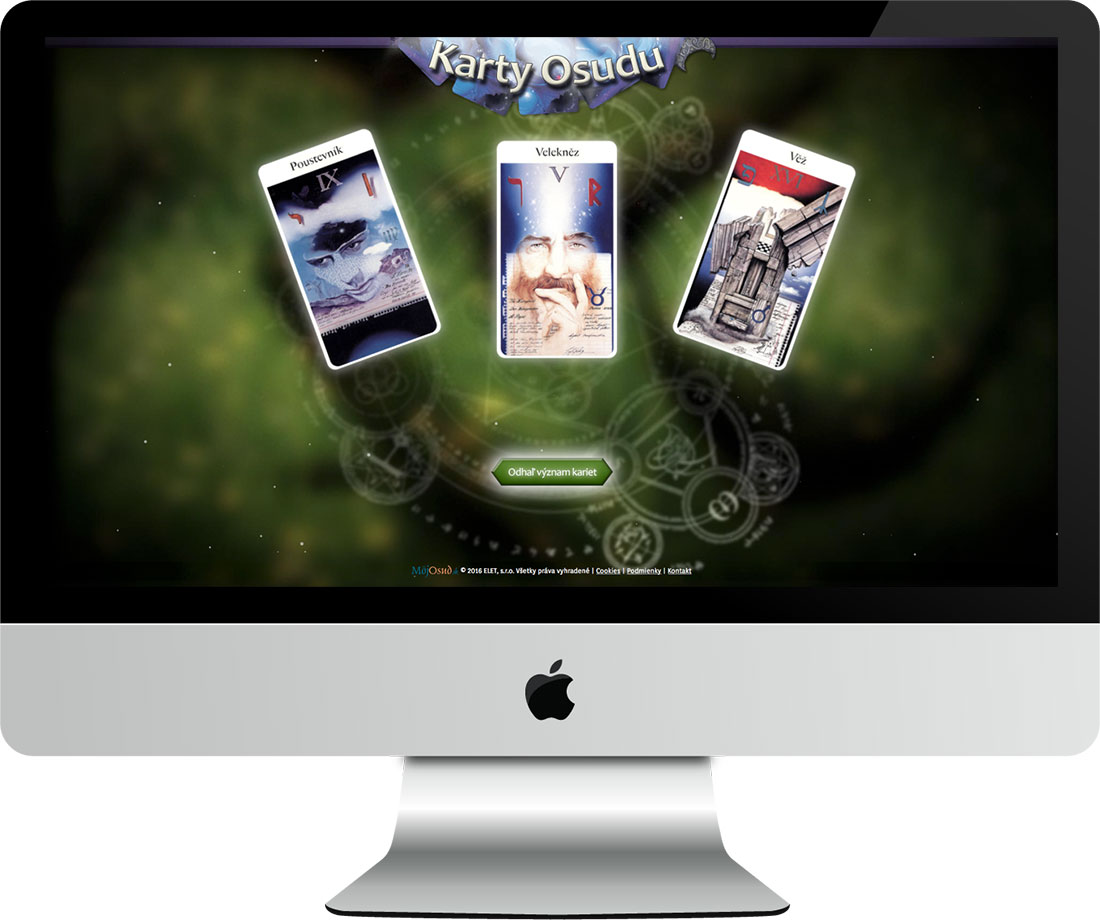 Karty Osudu
Poustevník
IX
Velekněz
V
Věž
XVI
Odhaľ význam kariet
MôjOsud.sk © 2016 ELET, s.r.o. Všetky práva vyhradené | Cookies | Podmienky | Kontakt